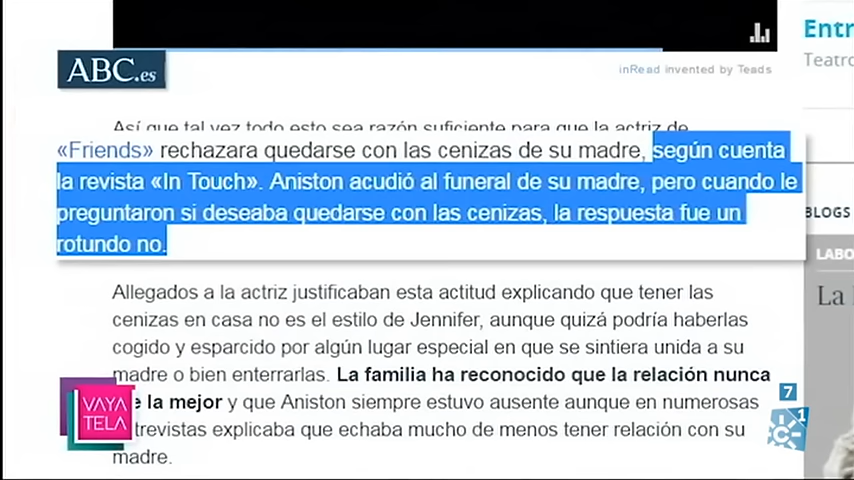 ABC.es
inRead invented by Teads
Entr
Teatro
Así que tal vez todo esto sea razón suficiente para que la actriz de
«Friends» rechazara quedarse con las cenizas de su madre, según cuenta
la revista «In Touch». Aniston acudió al funeral de su madre, pero cuando le
preguntaron si deseaba quedarse con las cenizas, la respuesta fue un
rotundo no.
BLOGS
LABO
La
Allegados a la actriz justificaban esta actitud explicando que tener las
cenizas en casa no es el estilo de Jennifer, aunque quizá podría haberlas
cogido y esparcido por algún lugar especial en que se sintiera unida a su
madre o bien enterrarlas. La familia ha reconocido que la relación nunca
e la mejor y que Aniston siempre estuvo ausente aunque en numerosas
ntrevistas explicaba que echaba mucho de menos tener relación con su
madre.
VAYA
TELA
7
1